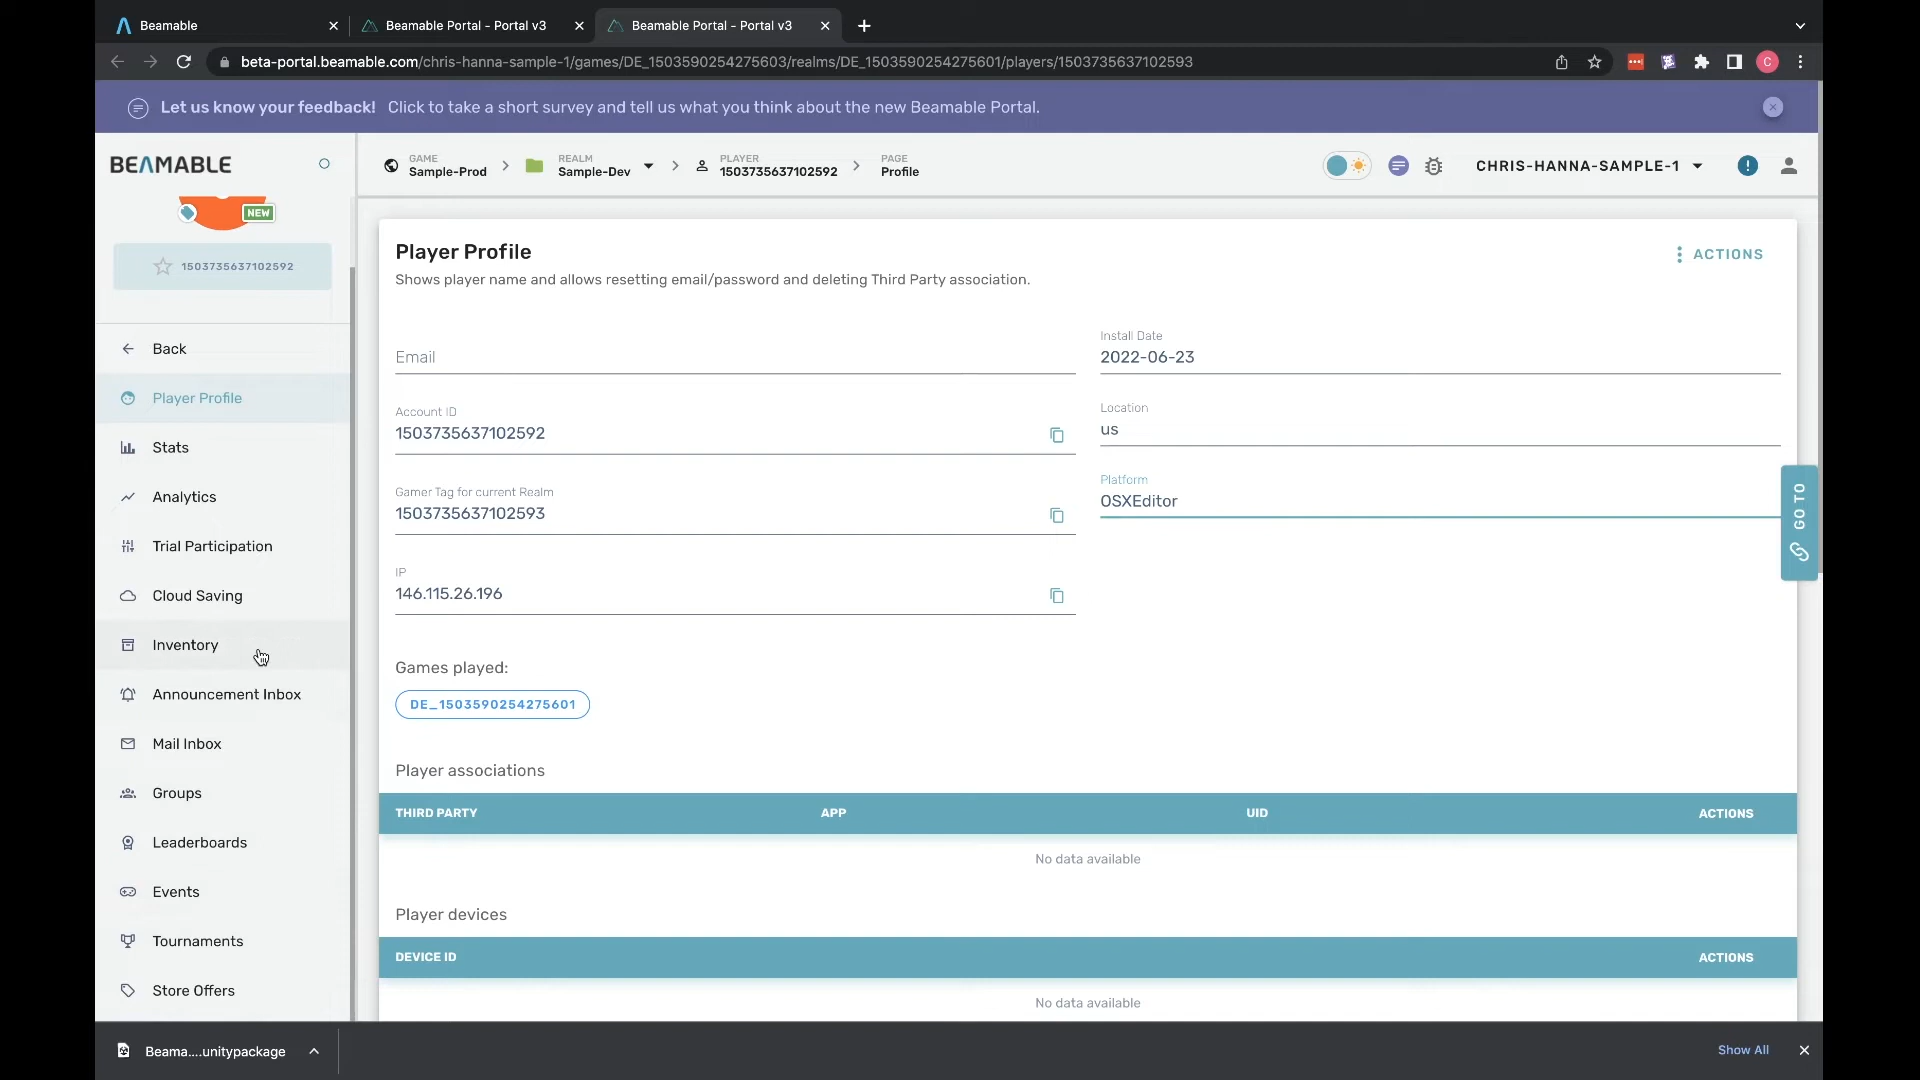 Beamable
Beamable Portal - Portal v3
Beamable Portal - Portal v3
beta-portal.beamable.com/chris-hanna-sample-1/games/DE_1503590254275603/realms/DE_1503590254275601/players/1503735637102593
C
Let us know your feedback! Click to take a short survey and tell us what you think about the new Beamable Portal.
BEAMABLE
GAME
Sample-Prod
REALM
Sample-Dev
PLAYER
1503735637102592
PAGE
Profile
CHRIS-HANNA-SAMPLE-1
NEW
1503735637102592
Back
Player Profile
Stats
Analytics
Trial Participation
Cloud Saving
Inventory
Announcement Inbox
Mail Inbox
Groups
Leaderboards
Events
Tournaments
Store Offers
Player Profile
ACTIONS
Shows player name and allows resetting email/password and deleting Third Party association.
Email
Install Date
2022-06-23
Account ID
1503735637102592
Location
us
Gamer Tag for current Realm
1503735637102593
Platform
OSXEditor
IP
146.115.26.196
GO TO
Games played:
DE_1503590254275601
Player associations
THIRD PARTY APP UID ACTIONS
No data available
Player devices
DEVICE ID ACTIONS
No data available
Beama....unitypackage
Show All